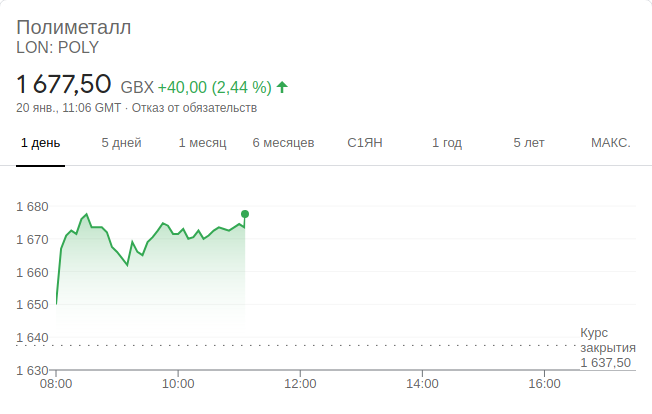 Полиметалл
LON: POLY
1 677,50 GBX +40,00 (2,44 %)
20 янв., 11:06 GMT · Отказ от обязательств
1 день 5 дней 1 месяц 6 месяцев С1ЯН 1 год 5 лет МАКС.
1 680
1 670
1 660
1 650
1 640
Курс
закрытия
1 637,50
1 630
08:00 10:00 12:00 14:00 16:00